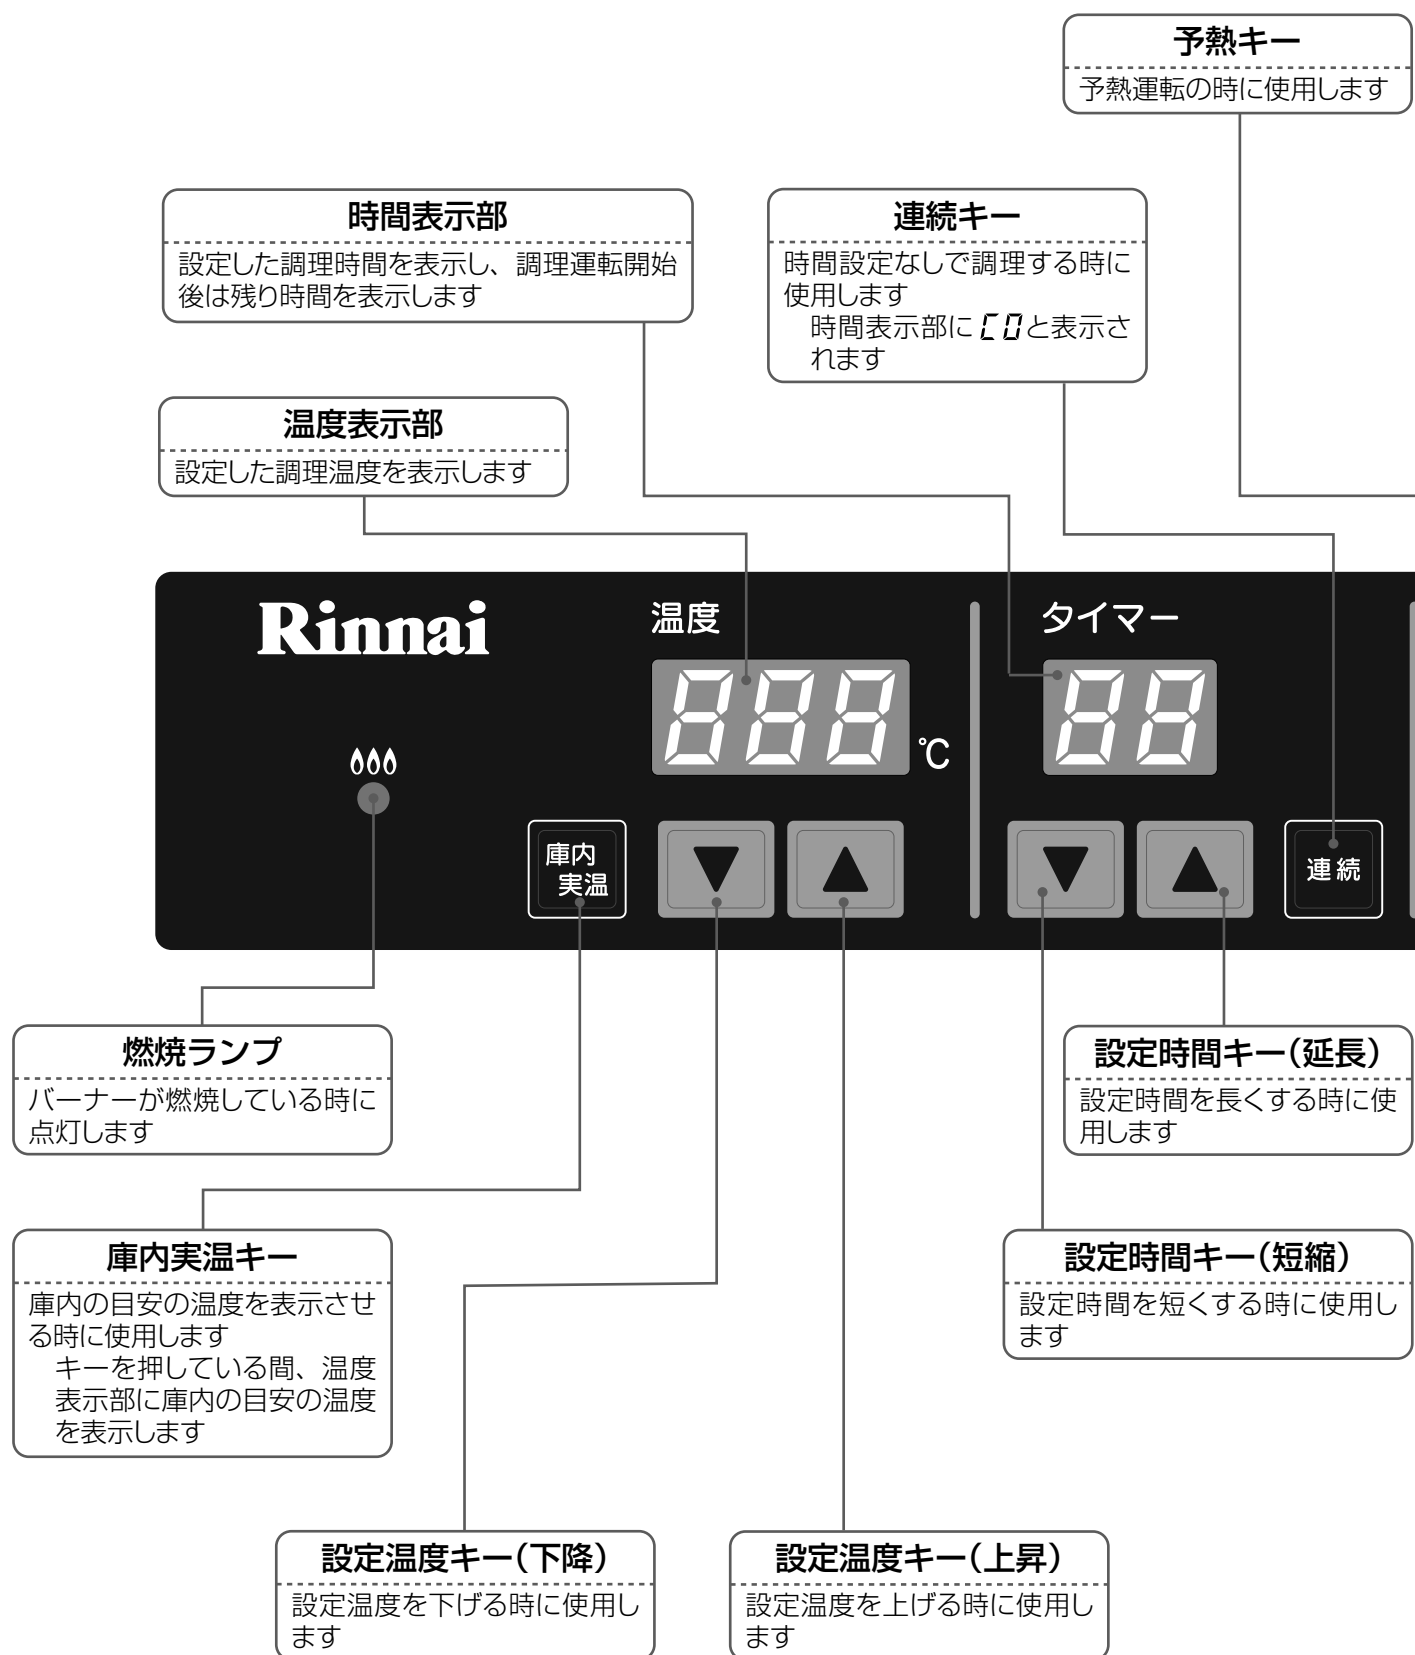 予熱キー
予熱運転の時に使用します
時間表示部
設定した調理時間を表示し、調理運転開始
後は残り時間を表示します
連続キー
時間設定なしで調理する時に
使用します
時間表示部にCOと表示さ
れます
温度表示部
設定した調理温度を表示します
Rinnai
温度
888
℃
タイマー
88
庫内
実温
連続
燃焼ランプ
バーナーが燃焼している時に
点灯します
設定時間キー(延長)
設定時間を長くする時に使
用します
庫内実温キー
庫内の目安の温度を表示させ
る時に使用します
キーを押している間、温度
表示部に庫内の目安の温度
を表示します
設定時間キー(短縮)
設定時間を短くする時に使用し
ます
設定温度キー(下降)
設定温度を下げる時に使用し
ます
設定温度キー(上昇)
設定温度を上げる時に使用し
ます